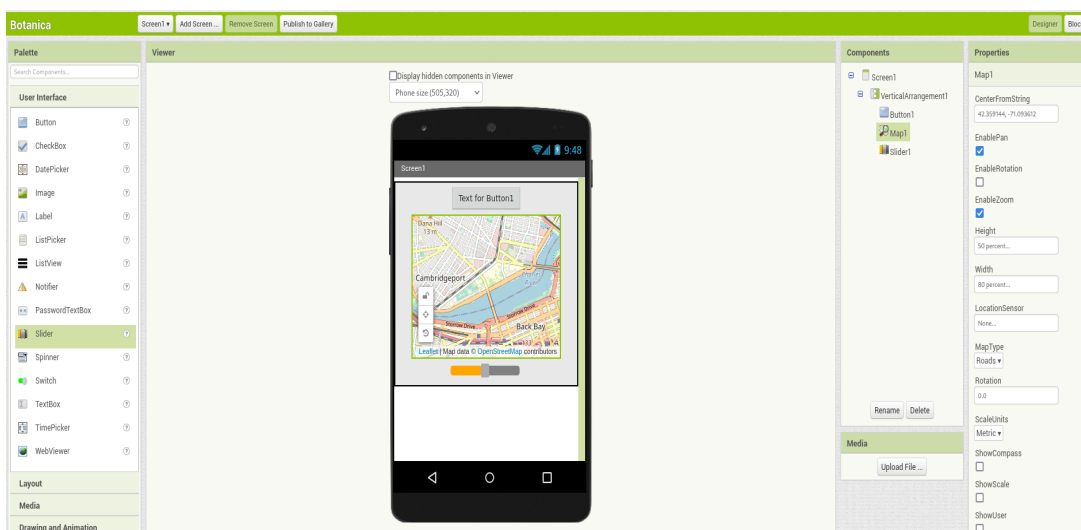 Botanica
Screen1 ▾ Add Screen ... Remove Screen Publish to Gallery
Designer
Palette
Search Components...
User Interface
Button
CheckBox
DatePicker
Image
Label
ListPicker
ListView
Notifier
PasswordTextBox
Slider
Spinner
Switch
TextBox
TimePicker
WebViewer
Layout
Media
Drawing and Animation
Viewer
Display hidden components in Viewer
Phone size (505,320)
9:48
Screen1
Text for Button1
Dana Hill
13 m
Cambridgeport
Storrow Drive
Back Bay
Leaflet | Map data © OpenStreetMap contributors
Components
Screen1
VerticalArrangement1
Button1
Map1
Slider1
Rename Delete
Media
Upload File ...
Properties
Map1
CenterFromString
42.359144, -71.093612
EnablePan
EnableRotation
EnableZoom
Height
50 percent...
Width
80 percent...
LocationSensor
None...
MapType
Roads ▾
Rotation
0.0
ScaleUnits
Metric ▾
ShowCompass
ShowScale
ShowUser